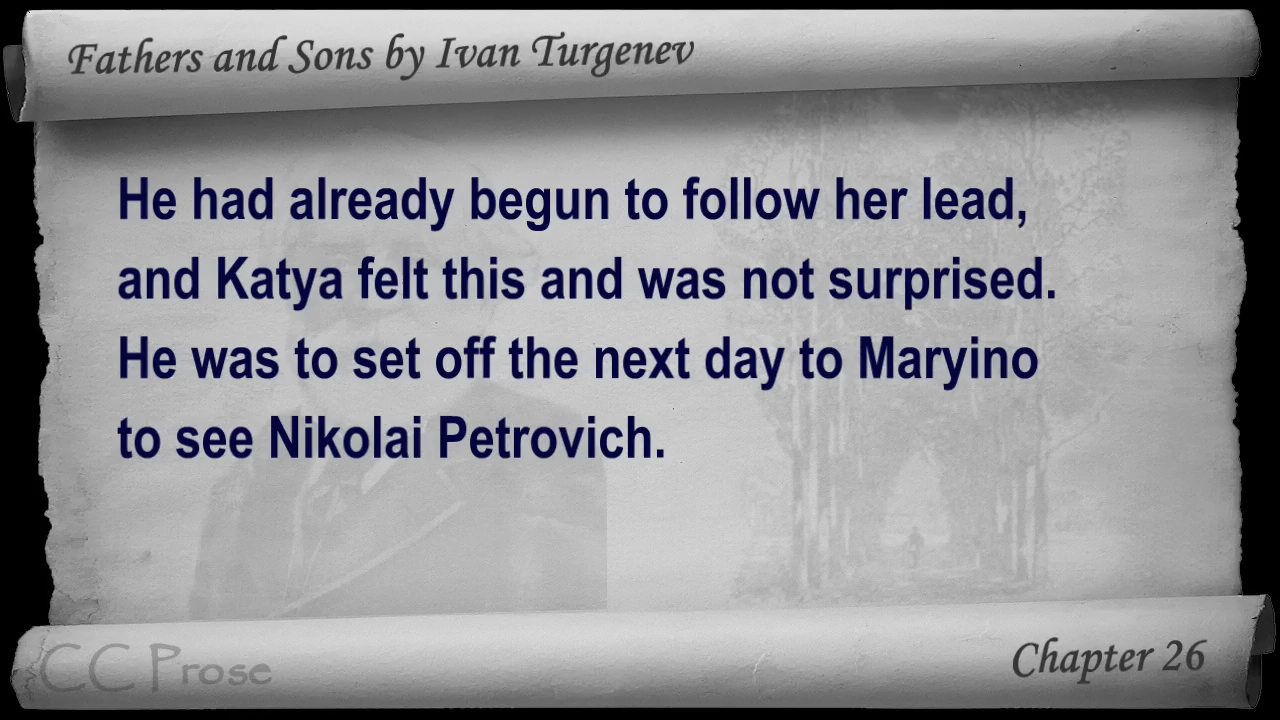 Fathers and Sons by Ivan Turgenev
He had already begun to follow her lead,
and Katya felt this and was not surprised.
He was to set off the next day to Maryino
to see Nikolai Petrovich.
CC Prose
Chapter 26